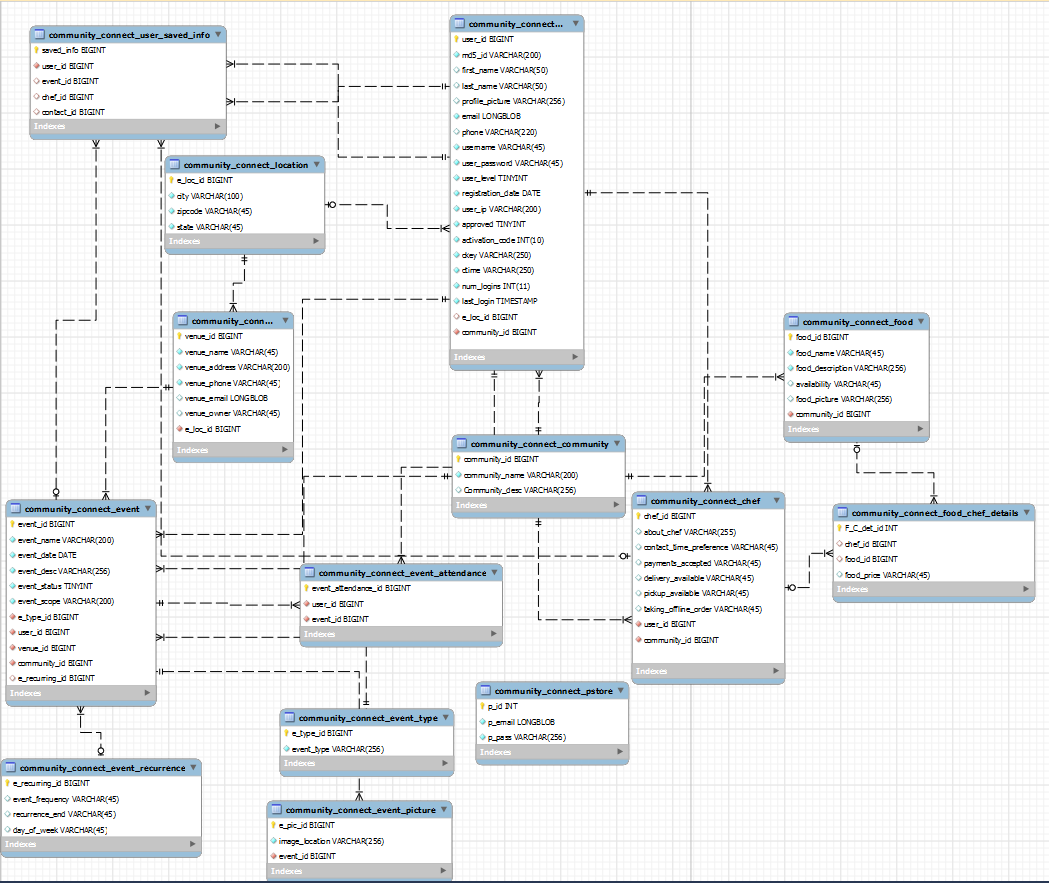 community_connect_user_saved_info
saved_info BIGINT
user_id BIGINT
event_id BIGINT
chef_id BIGINT
contact_id BIGINT
Indexes
community_connect...
user_id BIGINT
md5_id VARCHAR(200)
first_name VARCHAR(50)
last_name VARCHAR(50)
profile_picture VARCHAR(256)
email LONGBLOB
phone VARCHAR(220)
username VARCHAR(45)
user_password VARCHAR(45)
user_level TINYINT
registration_date DATE
user_ip VARCHAR(200)
approved TINYINT
activation_code INT(10)
ckey VARCHAR(250)
ctime VARCHAR(250)
num_logins INT(11)
last_login TIMESTAMP
e_loc_id BIGINT
community_id BIGINT
Indexes
community_connect_location
e_loc_id BIGINT
city VARCHAR(100)
zipcode VARCHAR(45)
state VARCHAR(45)
Indexes
community_conn...
venue_id BIGINT
venue_name VARCHAR(45)
venue_address VARCHAR(200)
venue_phone VARCHAR(45)
venue_email LONGBLOB
venue_owner VARCHAR(45)
e_loc_id BIGINT
Indexes
community_connect_food
food_id BIGINT
food_name VARCHAR(45)
food_description VARCHAR(256)
availability VARCHAR(45)
food_picture VARCHAR(256)
community_id BIGINT
Indexes
community_connect_community
community_id BIGINT
community_name VARCHAR(200)
Community_desc VARCHAR(256)
Indexes
community_connect_chef
chef_id BIGINT
about_chef VARCHAR(255)
contact_time_preference VARCHAR(45)
payments_accepted VARCHAR(45)
delivery_available VARCHAR(45)
pickup_available VARCHAR(45)
taking_offline_order VARCHAR(45)
user_id BIGINT
community_id BIGINT
Indexes
community_connect_food_chef_details
F_C_det_id INT
chef_id BIGINT
food_id BIGINT
food_price VARCHAR(45)
Indexes
community_connect_event
event_id BIGINT
event_name VARCHAR(200)
event_date DATE
event_desc VARCHAR(256)
event_status TINYINT
event_scope VARCHAR(200)
e_type_id BIGINT
user_id BIGINT
venue_id BIGINT
community_id BIGINT
e_recurring_id BIGINT
Indexes
community_connect_event_attendance
event_attendance_id BIGINT
user_id BIGINT
event_id BIGINT
Indexes
community_connect_pstore
p_id INT
p_email LONGBLOB
p_pass VARCHAR(256)
Indexes
community_connect_event_type
e_type_id BIGINT
event_type VARCHAR(256)
Indexes
community_connect_event_recurrence
e_recurring_id BIGINT
event_frequency VARCHAR(45)
recurrence_end VARCHAR(45)
day_of_week VARCHAR(45)
Indexes
community_connect_event_picture
e_pic_id BIGINT
image_location VARCHAR(256)
event_id BIGINT
Indexes